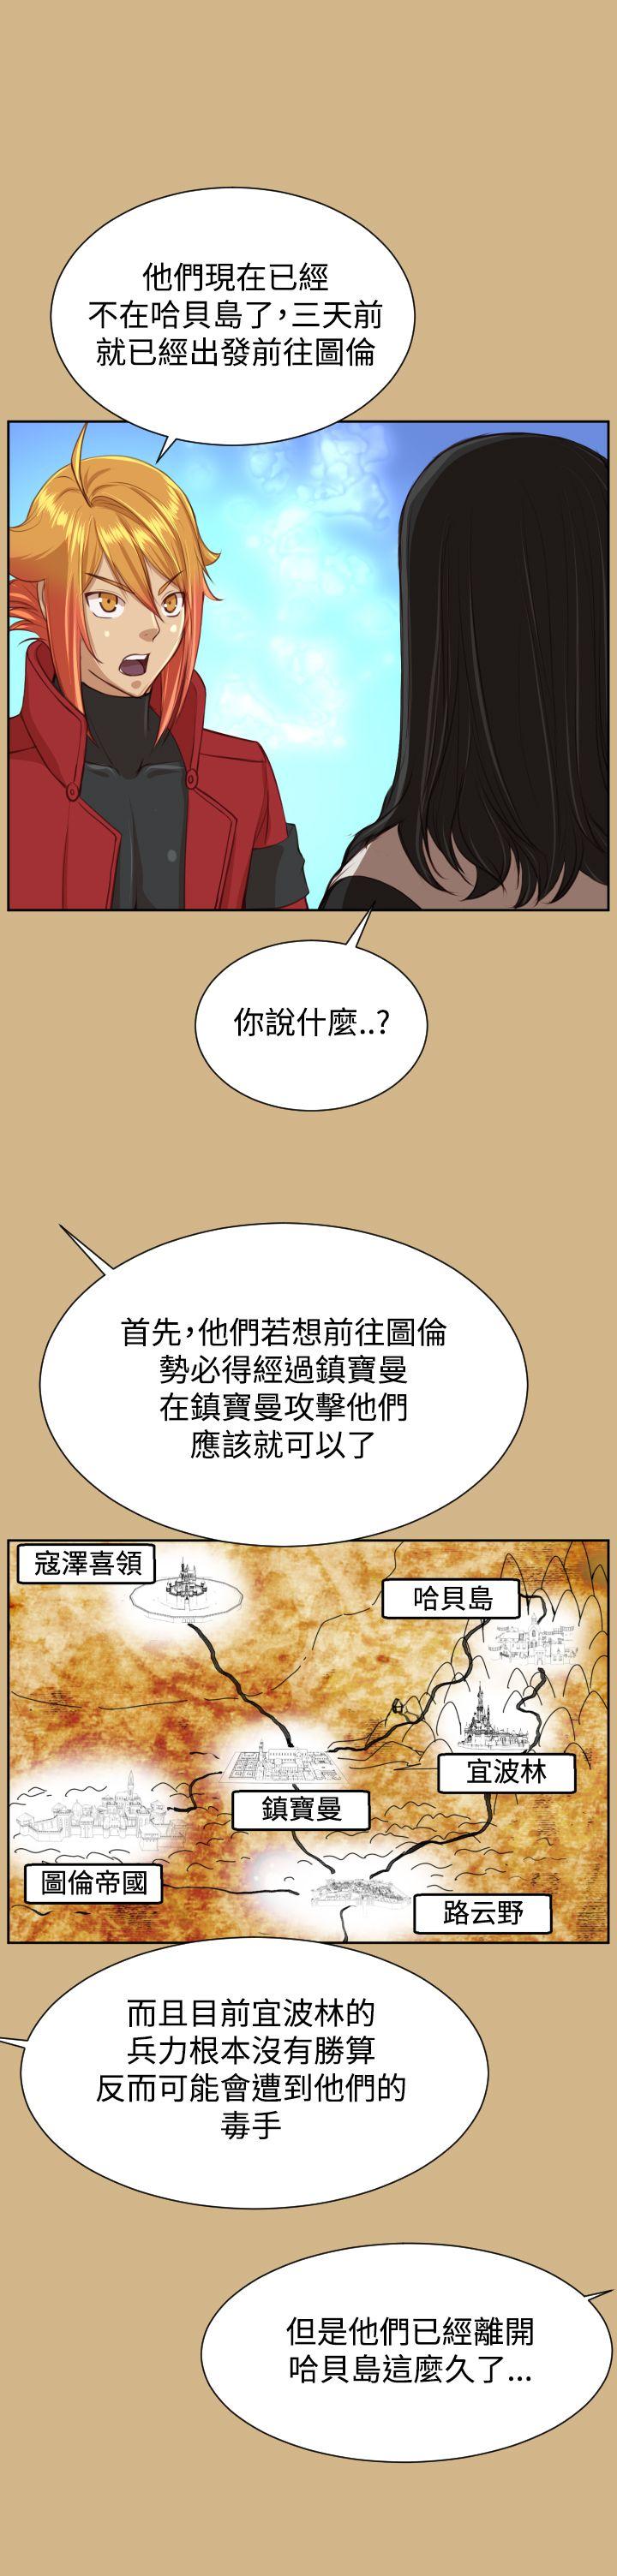 他們現在已經
不在哈貝島了，三天前
就已經出發前往圖倫
你說什麼..?
首先，他們若想前往圖倫
勢必得經過鎮寶曼
在鎮寶曼攻擊他們
應該就可以了
寇澤喜領
哈貝島
宜波林
鎮寶曼
圖倫帝國
路云野
而且目前宜波林的
兵力根本沒有勝算
反而可能會遭到他們的
毒手
但是他們已經離開
哈貝島這麼久了...